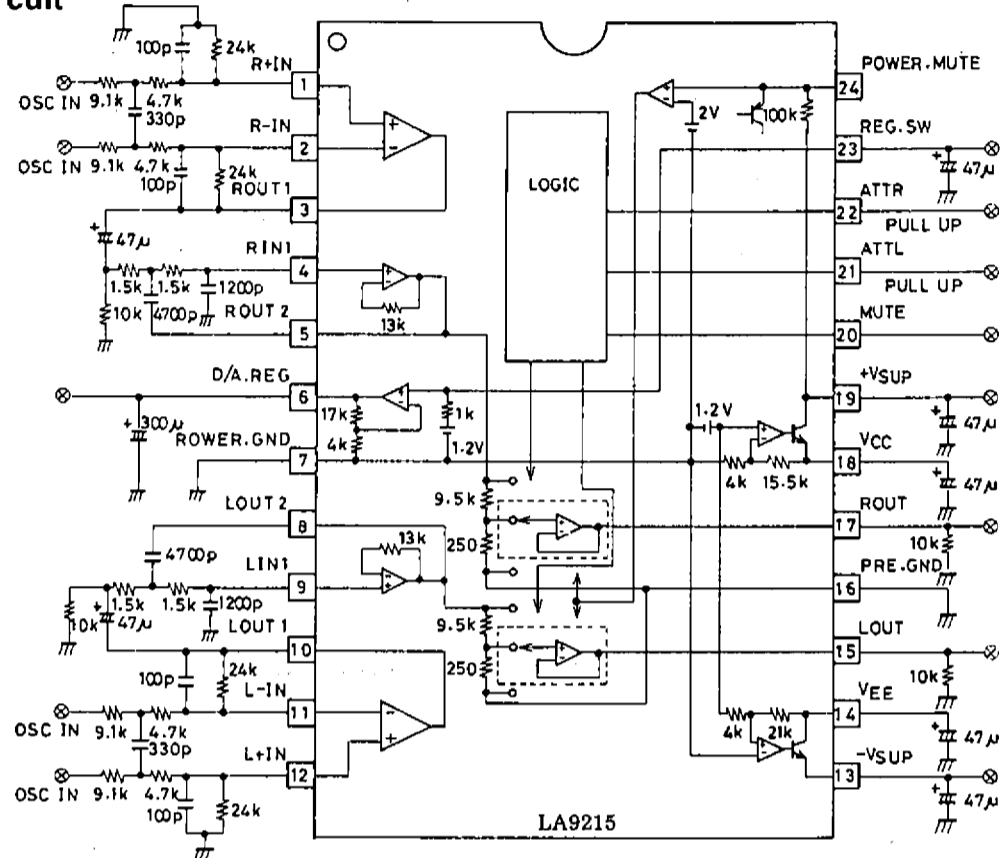 cuit
100p
24k
R+IN
1
OSC IN
9.1k
4.7k
330p
R-IN
2
OSC IN
9.1k
4.7k
100p
24k
ROUT1
3
+
47μ
RIN1
4
1.5k
1.5k
1200p
10k
4700p
ROUT2
5
13k
D/A.REG
6
+
300μ
17k
4k
1k
1.2V
ROWER.GND
7
LOUT2
8
4700p
13k
LIN1
9
1.5k
1.5k
1200p
10k
+
47μ
LOUT1
10
100p
24k
L-IN
11
OSC IN
9.1k
4.7k
330p
L+IN
12
OSC IN
9.1k
4.7k
100p
24k
LOGIC
2V
100k
9.5k
250
9.5k
250
1.2V
4k
15.5k
4k
21k
POWER.MUTE
24
REG.SW
23
+
47μ
ATTR
22
PULL UP
ATTL
21
PULL UP
MUTE
20
+VSUP
19
+
47μ
VCC
18
+
47μ
ROUT
17
10k
PRE.GND
16
LOUT
15
10k
VEE
14
+
47μ
-VSUP
13
+
47μ
LA9215